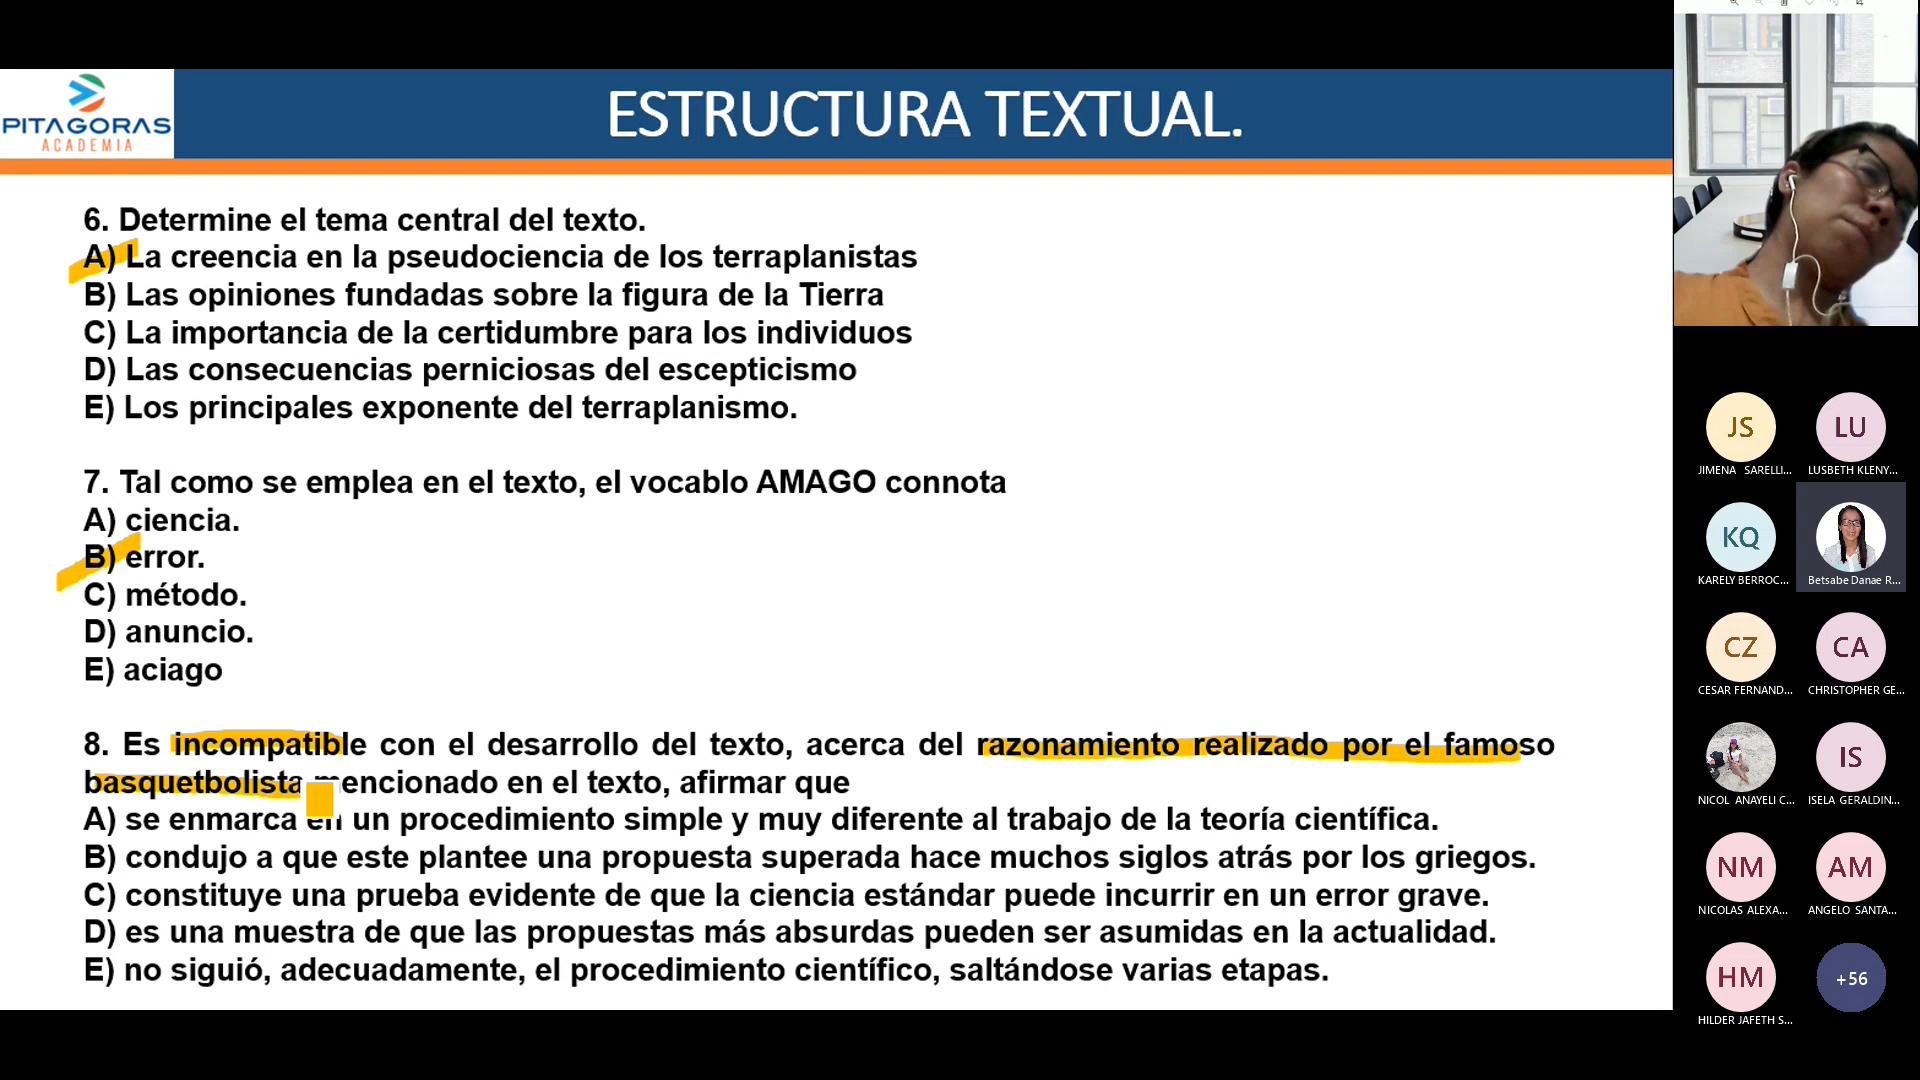 PITAGORAS
ACADEMIA
ESTRUCTURA TEXTUAL.
6. Determine el tema central del texto.
A) La creencia en la pseudociencia de los terraplanistas
B) Las opiniones fundadas sobre la figura de la Tierra
C) La importancia de la certidumbre para los individuos
D) Las consecuencias perniciosas del escepticismo
E) Los principales exponente del terraplanismo.
7. Tal como se emplea en el texto, el vocablo AMAGO connota
A) ciencia.
B) error.
C) método.
D) anuncio.
E) aciago
8. Es incompatible con el desarrollo del texto, acerca del razonamiento realizado por el famoso
basquetbolista mencionado en el texto, afirmar que
A) se enmarca en un procedimiento simple y muy diferente al trabajo de la teoría científica.
B) condujo a que este plantee una propuesta superada hace muchos siglos atrás por los griegos.
C) constituye una prueba evidente de que la ciencia estándar puede incurrir en un error grave.
D) es una muestra de que las propuestas más absurdas pueden ser asumidas en la actualidad.
E) no siguió, adecuadamente, el procedimiento científico, saltándose varias etapas.
JS LU
JIMENA SARELLI... LUSBETH KLENY...
KQ
KARELY BERROC... Betsabe Danae R...
CZ CA
CESAR FERNAND... CHRISTOPHER GE...
IS
NICOL ANAYELI C... ISELA GERALDIN...
NM AM
NICOLAS ALEXA... ANGELO SANTA...
HM +56
HILDER JAFETH S...